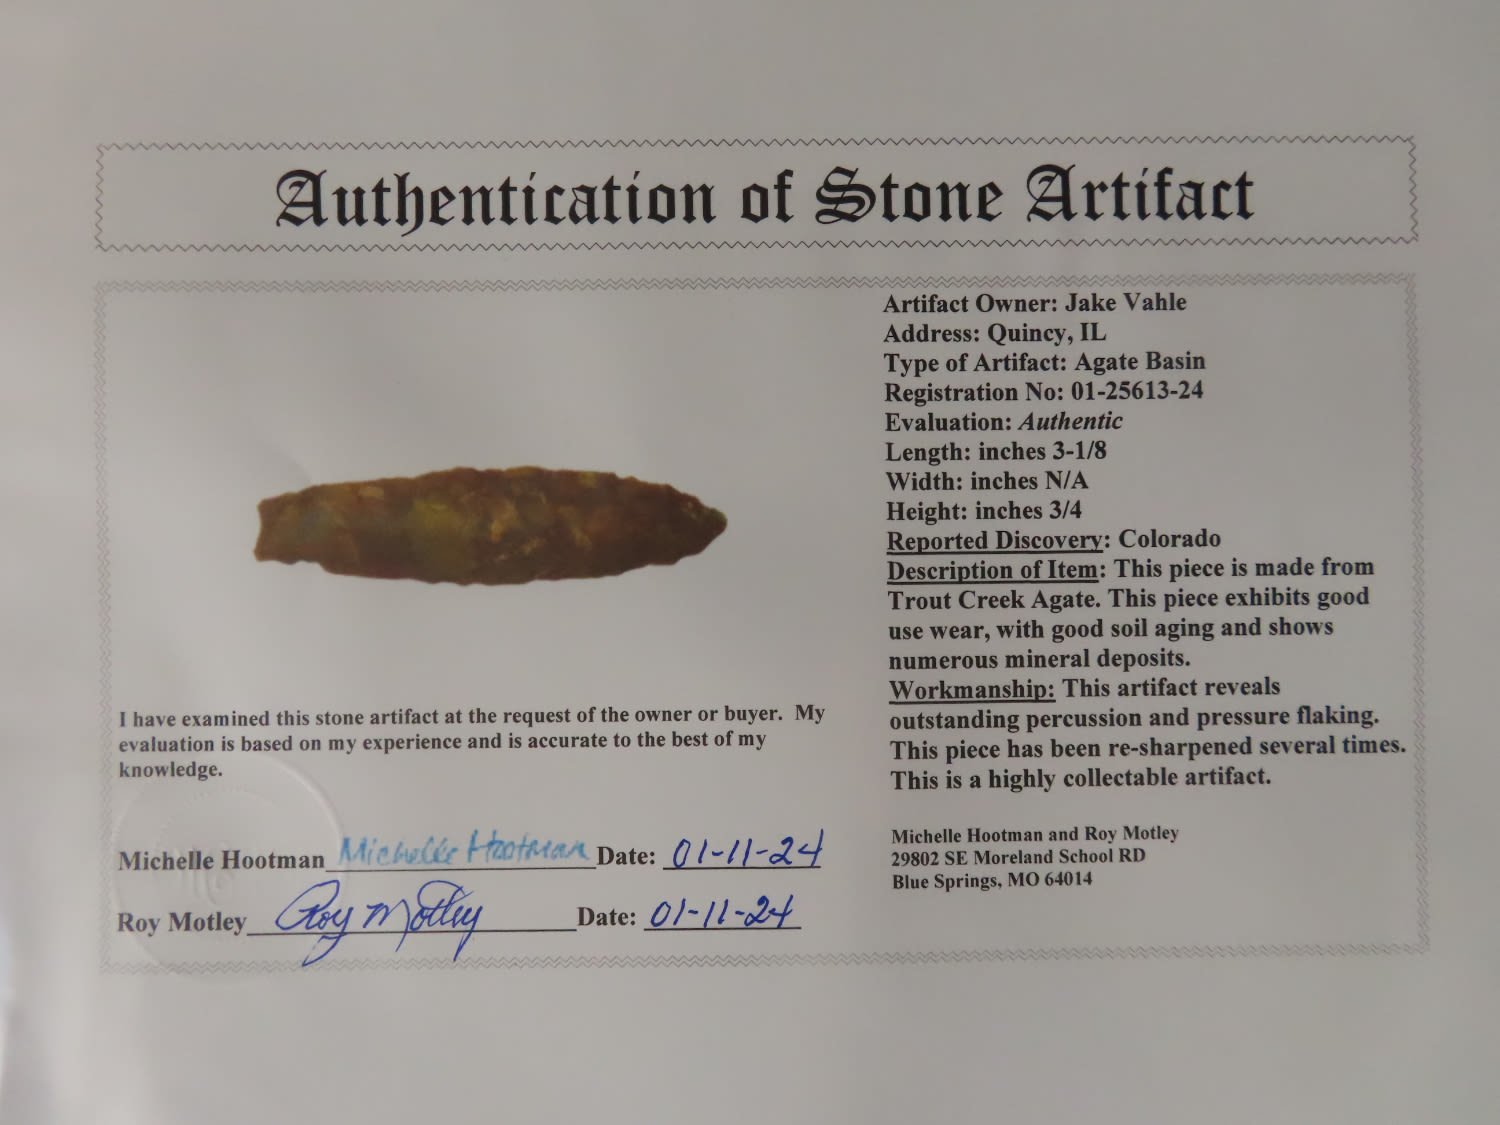 Authentication of Stone Artifact
Artifact Owner: Jake Vahle
Address: Quincy, IL
Type of Artifact: Agate Basin
Registration No: 01-25613-24
Evaluation: Authentic
Length: inches 3-1/8
Width: inches N/A
Height: inches 3/4
Reported Discovery: Colorado
Description of Item: This piece is made from
Trout Creek Agate. This piece exhibits good
use wear, with good soil aging and shows
numerous mineral deposits.
Workmanship: This artifact reveals
outstanding percussion and pressure flaking.
This piece has been re-sharpened several times.
This is a highly collectable artifact.
I have examined this stone artifact at the request of the owner or buyer. My
evaluation is based on my experience and is accurate to the best of my
knowledge.
Michelle Hootman Michelle Hootman Date: 01-11-24
Roy Motley Roy Motley Date: 01-11-24
Michelle Hootman and Roy Motley
29802 SE Moreland School RD
Blue Springs, MO 64014